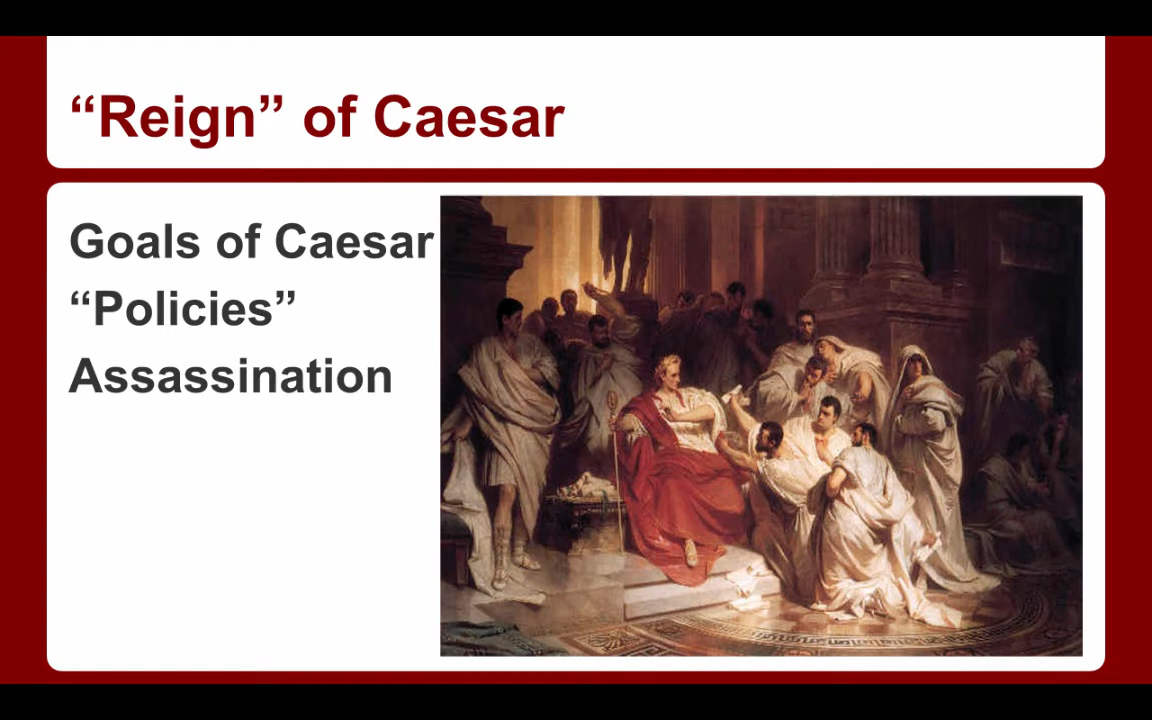 “Reign” of Caesar
Goals of Caesar
“Policies”
Assassination